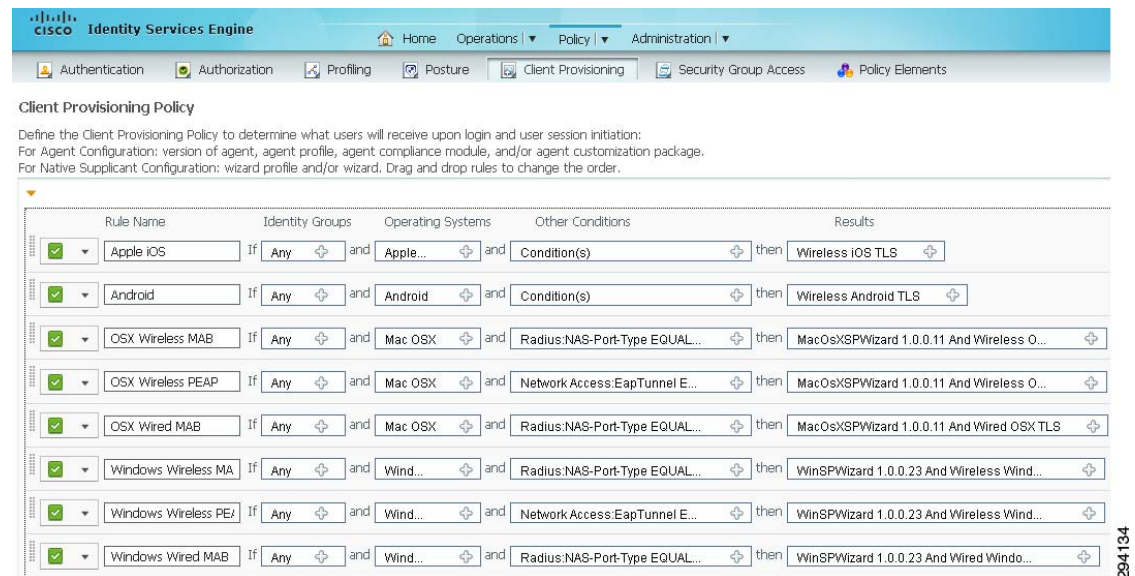 cisco Identity Services Engine
Home Operations | ▼ Policy | ▼ Administration | ▼
Authentication Authorization Profiling Posture Client Provisioning Security Group Access Policy Elements
Client Provisioning Policy
Define the Client Provisioning Policy to determine what users will receive upon login and user session initiation:
For Agent Configuration: version of agent, agent profile, agent compliance module, and/or agent customization package.
For Native Supplicant Configuration: wizard profile and/or wizard. Drag and drop rules to change the order.
Rule Name Identity Groups Operating Systems Other Conditions Results
Apple iOS If Any and Apple... and Condition(s) then Wireless iOS TLS
Android If Any and Android and Condition(s) then Wireless Android TLS
OSX Wireless MAB If Any and Mac OSX and Radius:NAS-Port-Type EQUAL... then MacOsXSPWizard 1.0.0.11 And Wireless O...
OSX Wireless PEAP If Any and Mac OSX and Network Access:EapTunnel E... then MacOsXSPWizard 1.0.0.11 And Wireless O...
OSX Wired MAB If Any and Mac OSX and Radius:NAS-Port-Type EQUAL... then MacOsXSPWizard 1.0.0.11 And Wired OSX TLS
Windows Wireless MA If Any and Wind... and Radius:NAS-Port-Type EQUAL... then WinSPWizard 1.0.0.23 And Wireless Wind...
Windows Wireless PEA If Any and Wind... and Network Access:EapTunnel E... then WinSPWizard 1.0.0.23 And Wireless Wind...
Windows Wired MAB If Any and Wind... and Radius:NAS-Port-Type EQUAL... then WinSPWizard 1.0.0.23 And Wired Windo...
294134